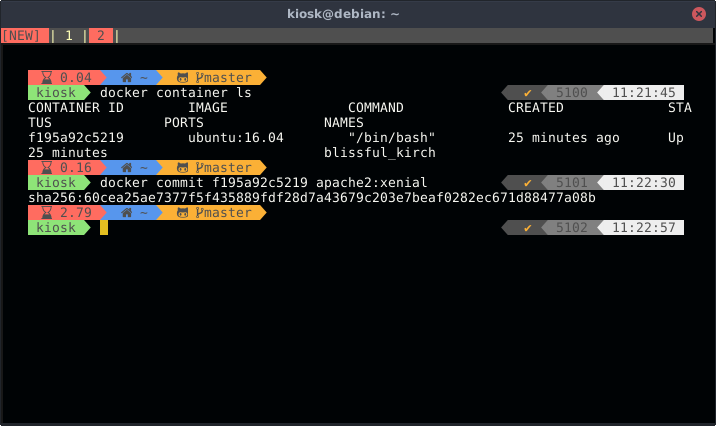 kiosk@debian: ~
[NEW] | 1 | 2 |
0.04 ~ master
kiosk docker container ls ✔ 5100 11:21:45
CONTAINER ID IMAGE COMMAND CREATED STA
TUS PORTS NAMES
f195a92c5219 ubuntu:16.04 "/bin/bash" 25 minutes ago Up
25 minutes blissful_kirch
0.16 ~ master
kiosk docker commit f195a92c5219 apache2:xenial ✔ 5101 11:22:30
sha256:60cea25ae7377f5f435889fdf28d7a43679c203e7beaf0282ec671d88477a08b
2.79 ~ master
kiosk ✔ 5102 11:22:57